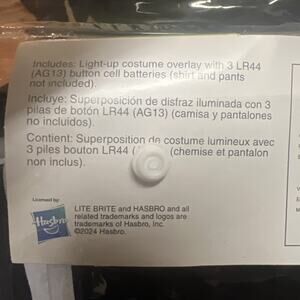 Includes: Light-up costume overlay with 3 LR44
(AG13) button cell batteries (shirt and pants
not included).
Incluye: Superposición de disfraz iluminada con 3
pilas de botón LR44 (AG13) (camisa y pantalones
no incluidos).
Contient: Superposition de costume lumineux avec
3 piles bouton LR44 (chemise et pantalon
non inclus).
Licensed by:
Hasbro
LITE BRITE and HASBRO and all
related trademarks and logos are
trademarks of Hasbro, Inc.
©2024 Hasbro.